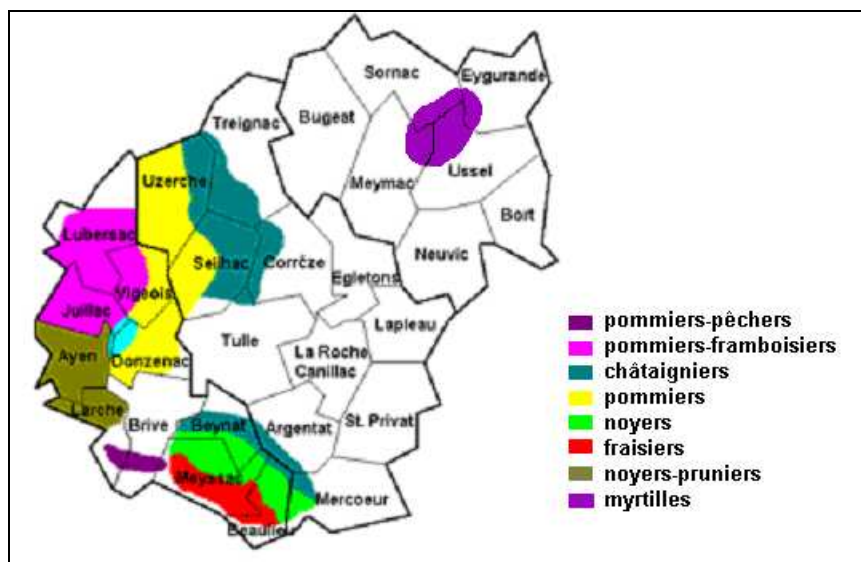 Sornac
Eygurande
Treignac
Bugeat
Uzerche
Meymac
Ussel
Bort
Lubersac
Neuvic
Seilhac
Corrèze
Vigeois
Egletons
Juillac
Lapleau
Ayen
Donzenac
Tulle
La Roche
Canillac
Larche
Brive
Beynat
Argentat
St. Privat
Meyssac
Mercoeur
Beaulieu
pommiers-pêchers
pommiers-framboisiers
châtaigniers
pommiers
noyers
fraisiers
noyers-pruniers
myrtilles